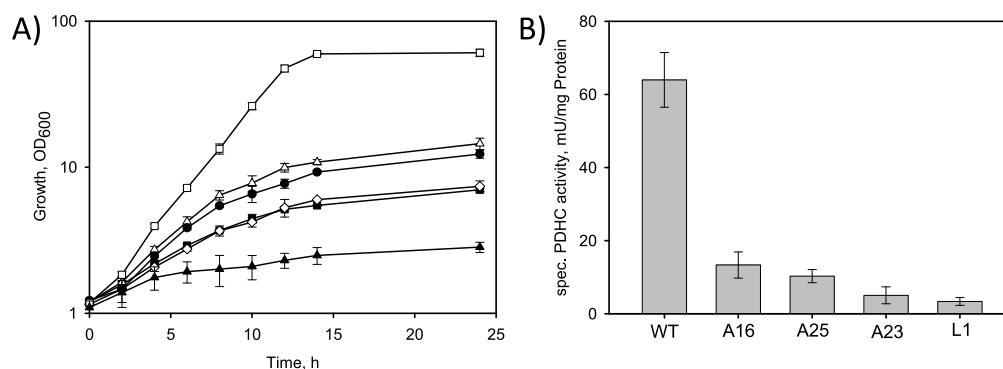 A)
100
10
1
Growth, OD600
0
5
10
15
20
25
Time, h
B)
80
60
40
20
0
spec. PDHC activity, mU/mg Protein
WT
A16
A25
A23
L1